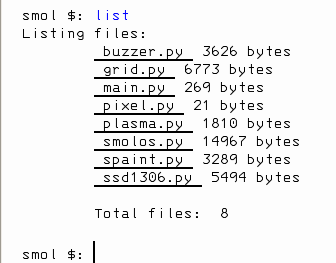 smol $: list
Listing files:
buzzer.py 3626 bytes
grid.py 6773 bytes
main.py 269 bytes
pixel.py 21 bytes
plasma.py 1810 bytes
smolos.py 14967 bytes
spaint.py 3289 bytes
ssd1306.py 5494 bytes
Total files: 8
smol $: